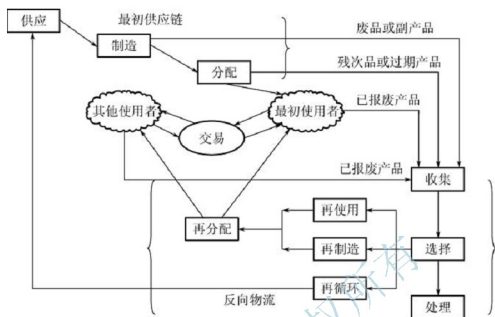 供应
最初供应链
废品或副产品
制造
残次品或过期产品
分配
其他使用者
最初使用者
已报废产品
交易
已报废产品
收集
再使用
再分配
再制造
选择
再循环
反向物流
处理
权所有